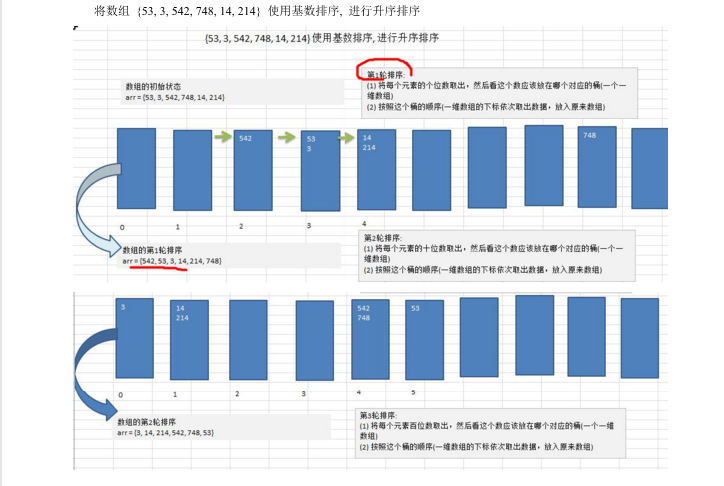 将数组 {53, 3, 542, 748, 14, 214} 使用基数排序, 进行升序排序
{53, 3, 542, 748, 14, 214} 使用基数排序, 进行升序排序
第1轮排序:
(1) 将每个元素的个位数取出，然后看这个数应该放在哪个对应的桶(一个一
维数组)
(2) 按照这个桶的顺序(一维数组的下标依次取出数据，放入原来数组)
数组的初始状态
arr = {53, 3, 542, 748, 14, 214}
542
53
3
14
214
748
0
1
2
3
4
数组的第1轮排序
arr = {542, 53, 3, 14, 214, 748}
第2轮排序:
(1) 将每个元素的十位数取出，然后看这个数应该放在哪个对应的桶(一个一
维数组)
(2) 按照这个桶的顺序(一维数组的下标依次取出数据，放入原来数组)
3
14
214
542
748
53
0
1
2
3
4
5
数组的第2轮排序
arr = {3, 14, 214, 542, 748, 53}
第3轮排序:
(1) 将每个元素百位数取出，然后看这个数应该放在哪个对应的桶(一个一维
数组)
(2) 按照这个桶的顺序(一维数组的下标依次取出数据，放入原来数组)